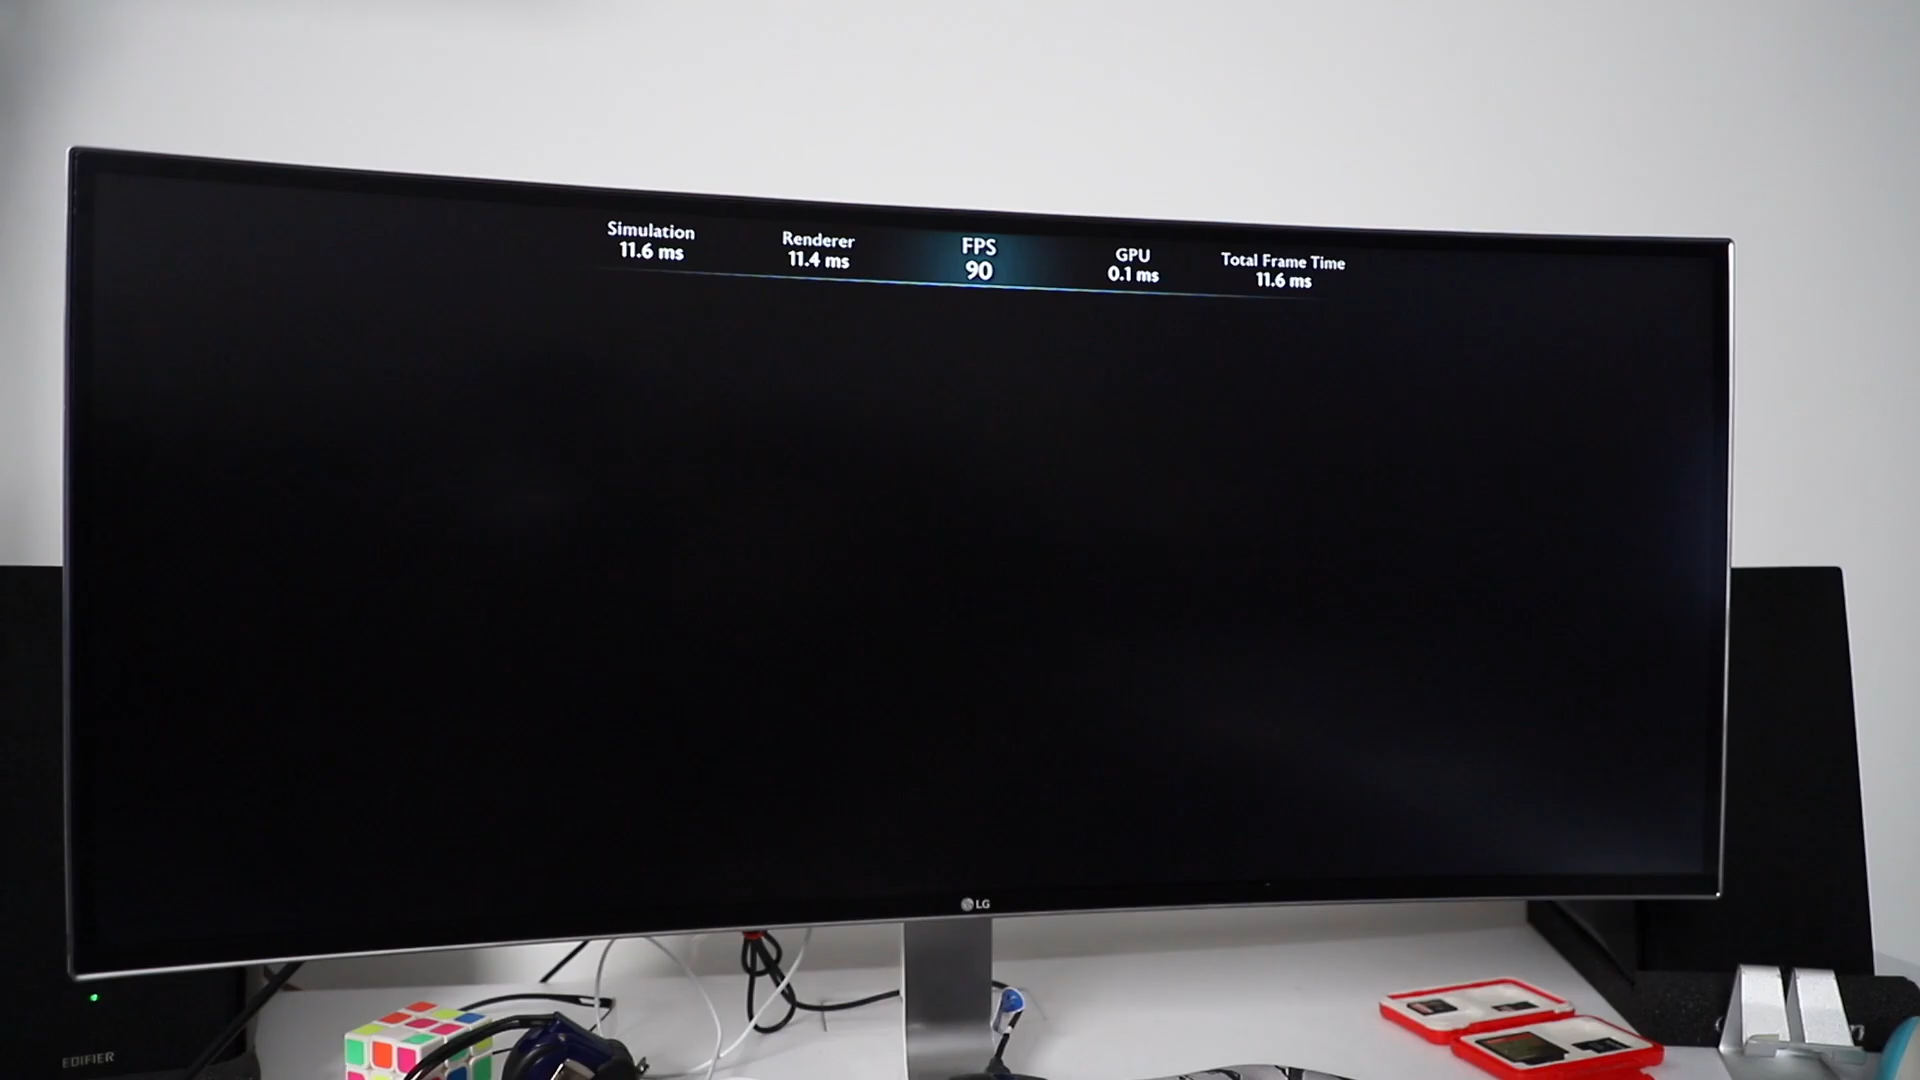 Simulation
11.6 ms
Renderer
11.4 ms
FPS
90
GPU
0.1 ms
Total Frame Time
11.6 ms
LG
EDIFIER